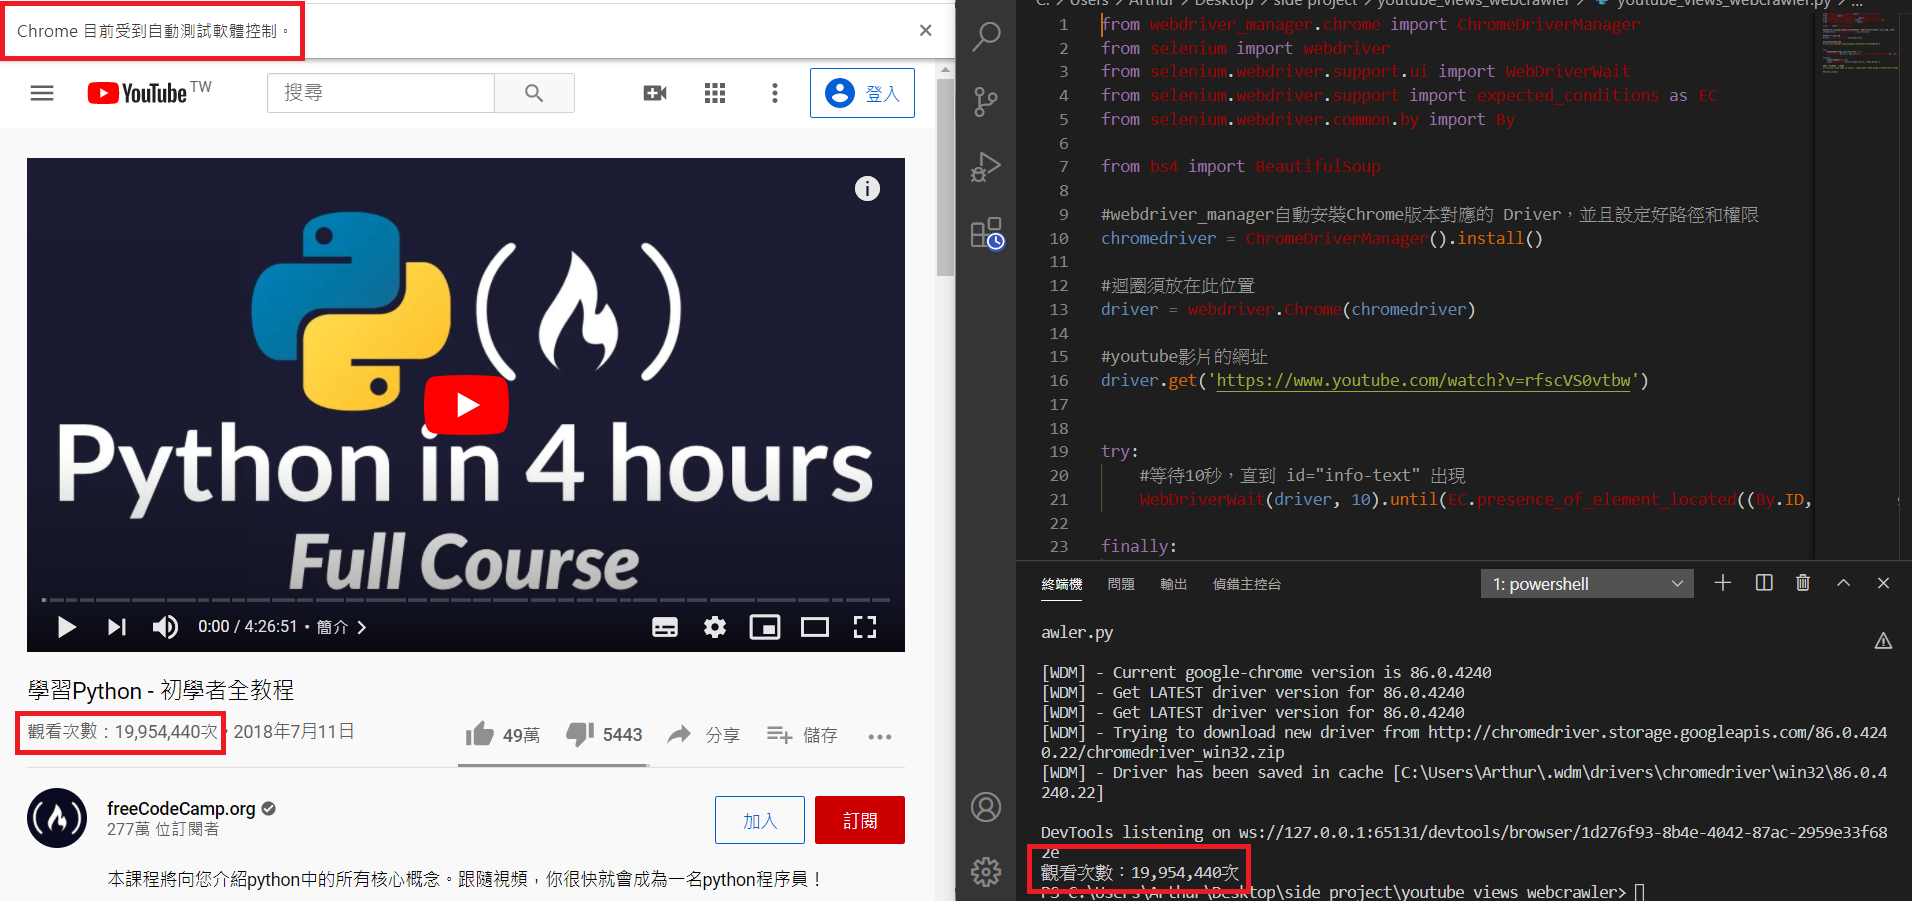 Chrome 目前受到自動測試軟體控制。
YouTube TW
搜尋
登入
Python in 4 hours
Full Course
0:00 / 4:26:51 • 簡介
學習Python - 初學者全教程
觀看次數：19,954,440次 • 2018年7月11日
49萬
5443
分享
儲存
freeCodeCamp.org
277萬 位訂閱者
加入
訂閱
本課程將向您介紹python中的所有核心概念。跟隨視頻，你很快就會成為一名python程序員！
C: > Users > Arthur > Desktop > side project > youtube_views_webcrawler > youtube_views_webcrawler.py > ...
1 from webdriver_manager.chrome import ChromeDriverManager
2 from selenium import webdriver
3 from selenium.webdriver.support.ui import WebDriverWait
4 from selenium.webdriver.support import expected_conditions as EC
5 from selenium.webdriver.common.by import By
6
7 from bs4 import BeautifulSoup
8
9 #webdriver_manager自動安裝Chrome版本對應的 Driver，並且設定好路徑和權限
10 chromedriver = ChromeDriverManager().install()
11
12 #迴圈須放在此位置
13 driver = webdriver.Chrome(chromedriver)
14
15 #youtube影片的網址
16 driver.get('https://www.youtube.com/watch?v=rfscVS0vtbw')
17
18
19 try:
20 #等待10秒，直到 id="info-text" 出現
21 WebDriverWait(driver, 10).until(EC.presence_of_element_located((By.ID,
22
23 finally:
終端機 問題 輸出 偵錯主控台
1: powershell
awler.py
[WDM] - Current google-chrome version is 86.0.4240
[WDM] - Get LATEST driver version for 86.0.4240
[WDM] - Get LATEST driver version for 86.0.4240
[WDM] - Trying to download new driver from http://chromedriver.storage.googleapis.com/86.0.424
0.22/chromedriver_win32.zip
[WDM] - Driver has been saved in cache [C:\Users\Arthur\.wdm\drivers\chromedriver\win32\86.0.4
240.22]
DevTools listening on ws://127.0.0.1:65131/devtools/browser/1d276f93-8b4e-4042-87ac-2959e33f68
2e
觀看次數：19,954,440次
PS C:\Users\Arthur\Desktop\side project\youtube views webcrawler>